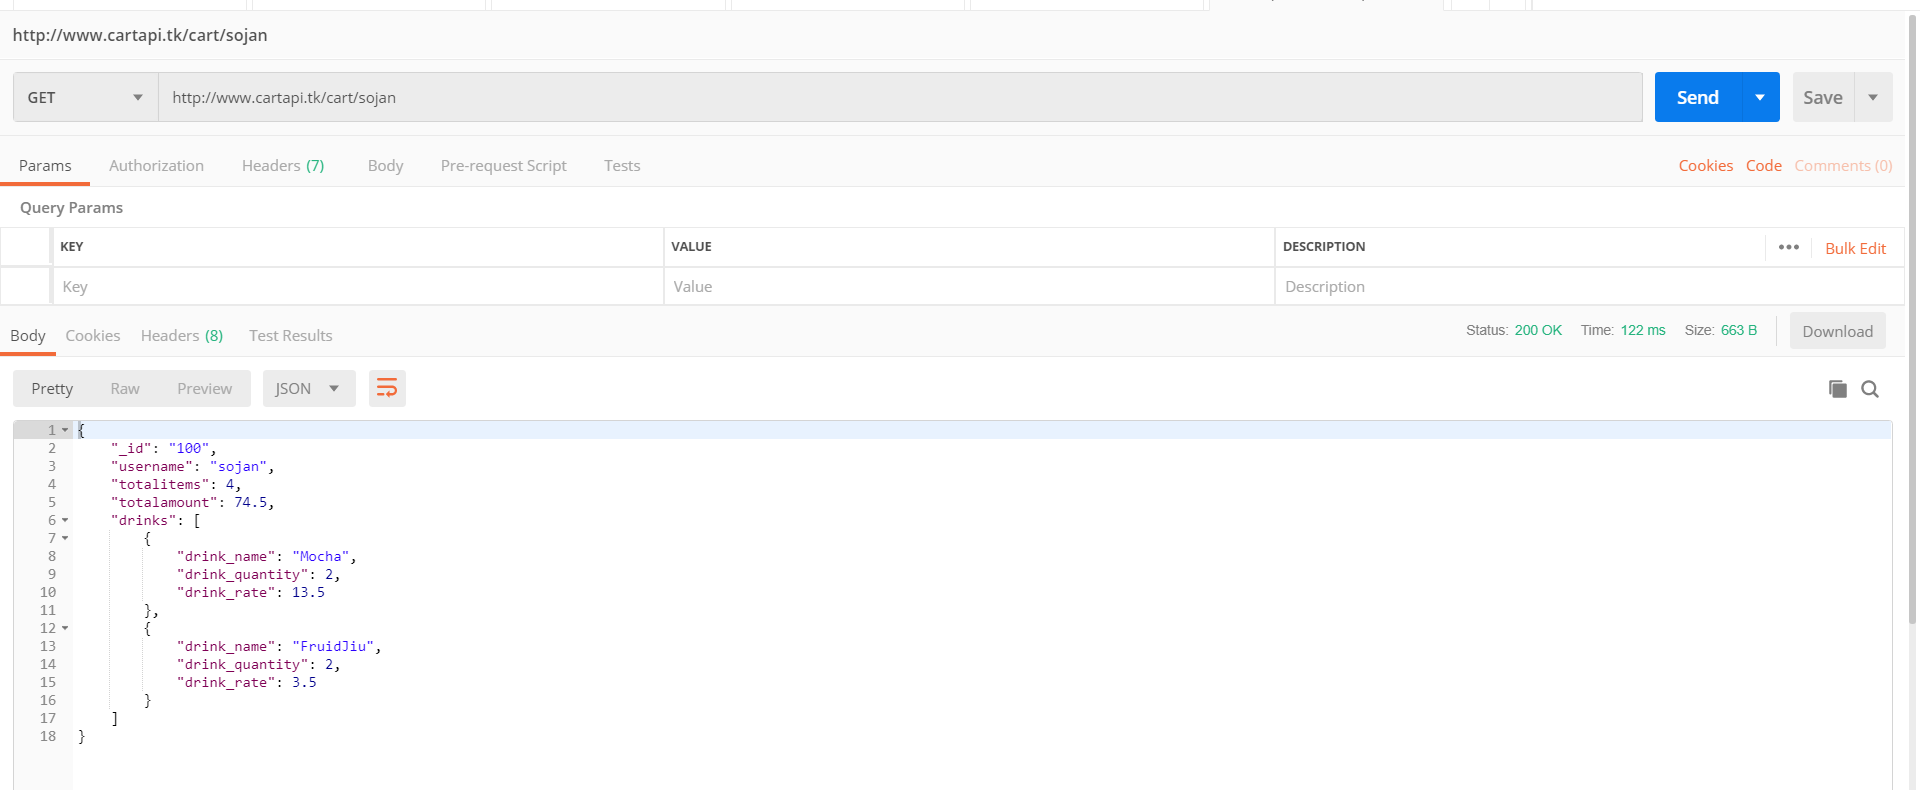 http://www.cartapi.tk/cart/sojan
GET http://www.cartapi.tk/cart/sojan Send Save
Params Authorization Headers (7) Body Pre-request Script Tests Cookies Code Comments (0)
Query Params
KEY VALUE DESCRIPTION ••• Bulk Edit
Key Value Description
Body Cookies Headers (8) Test Results Status: 200 OK Time: 122 ms Size: 663 B Download
Pretty Raw Preview JSON
1 {
2 "_id": "100",
3 "username": "sojan",
4 "totalitems": 4,
5 "totalamount": 74.5,
6 "drinks": [
7 {
8 "drink_name": "Mocha",
9 "drink_quantity": 2,
10 "drink_rate": 13.5
11 },
12 {
13 "drink_name": "FruidJiu",
14 "drink_quantity": 2,
15 "drink_rate": 3.5
16 }
17 ]
18 }